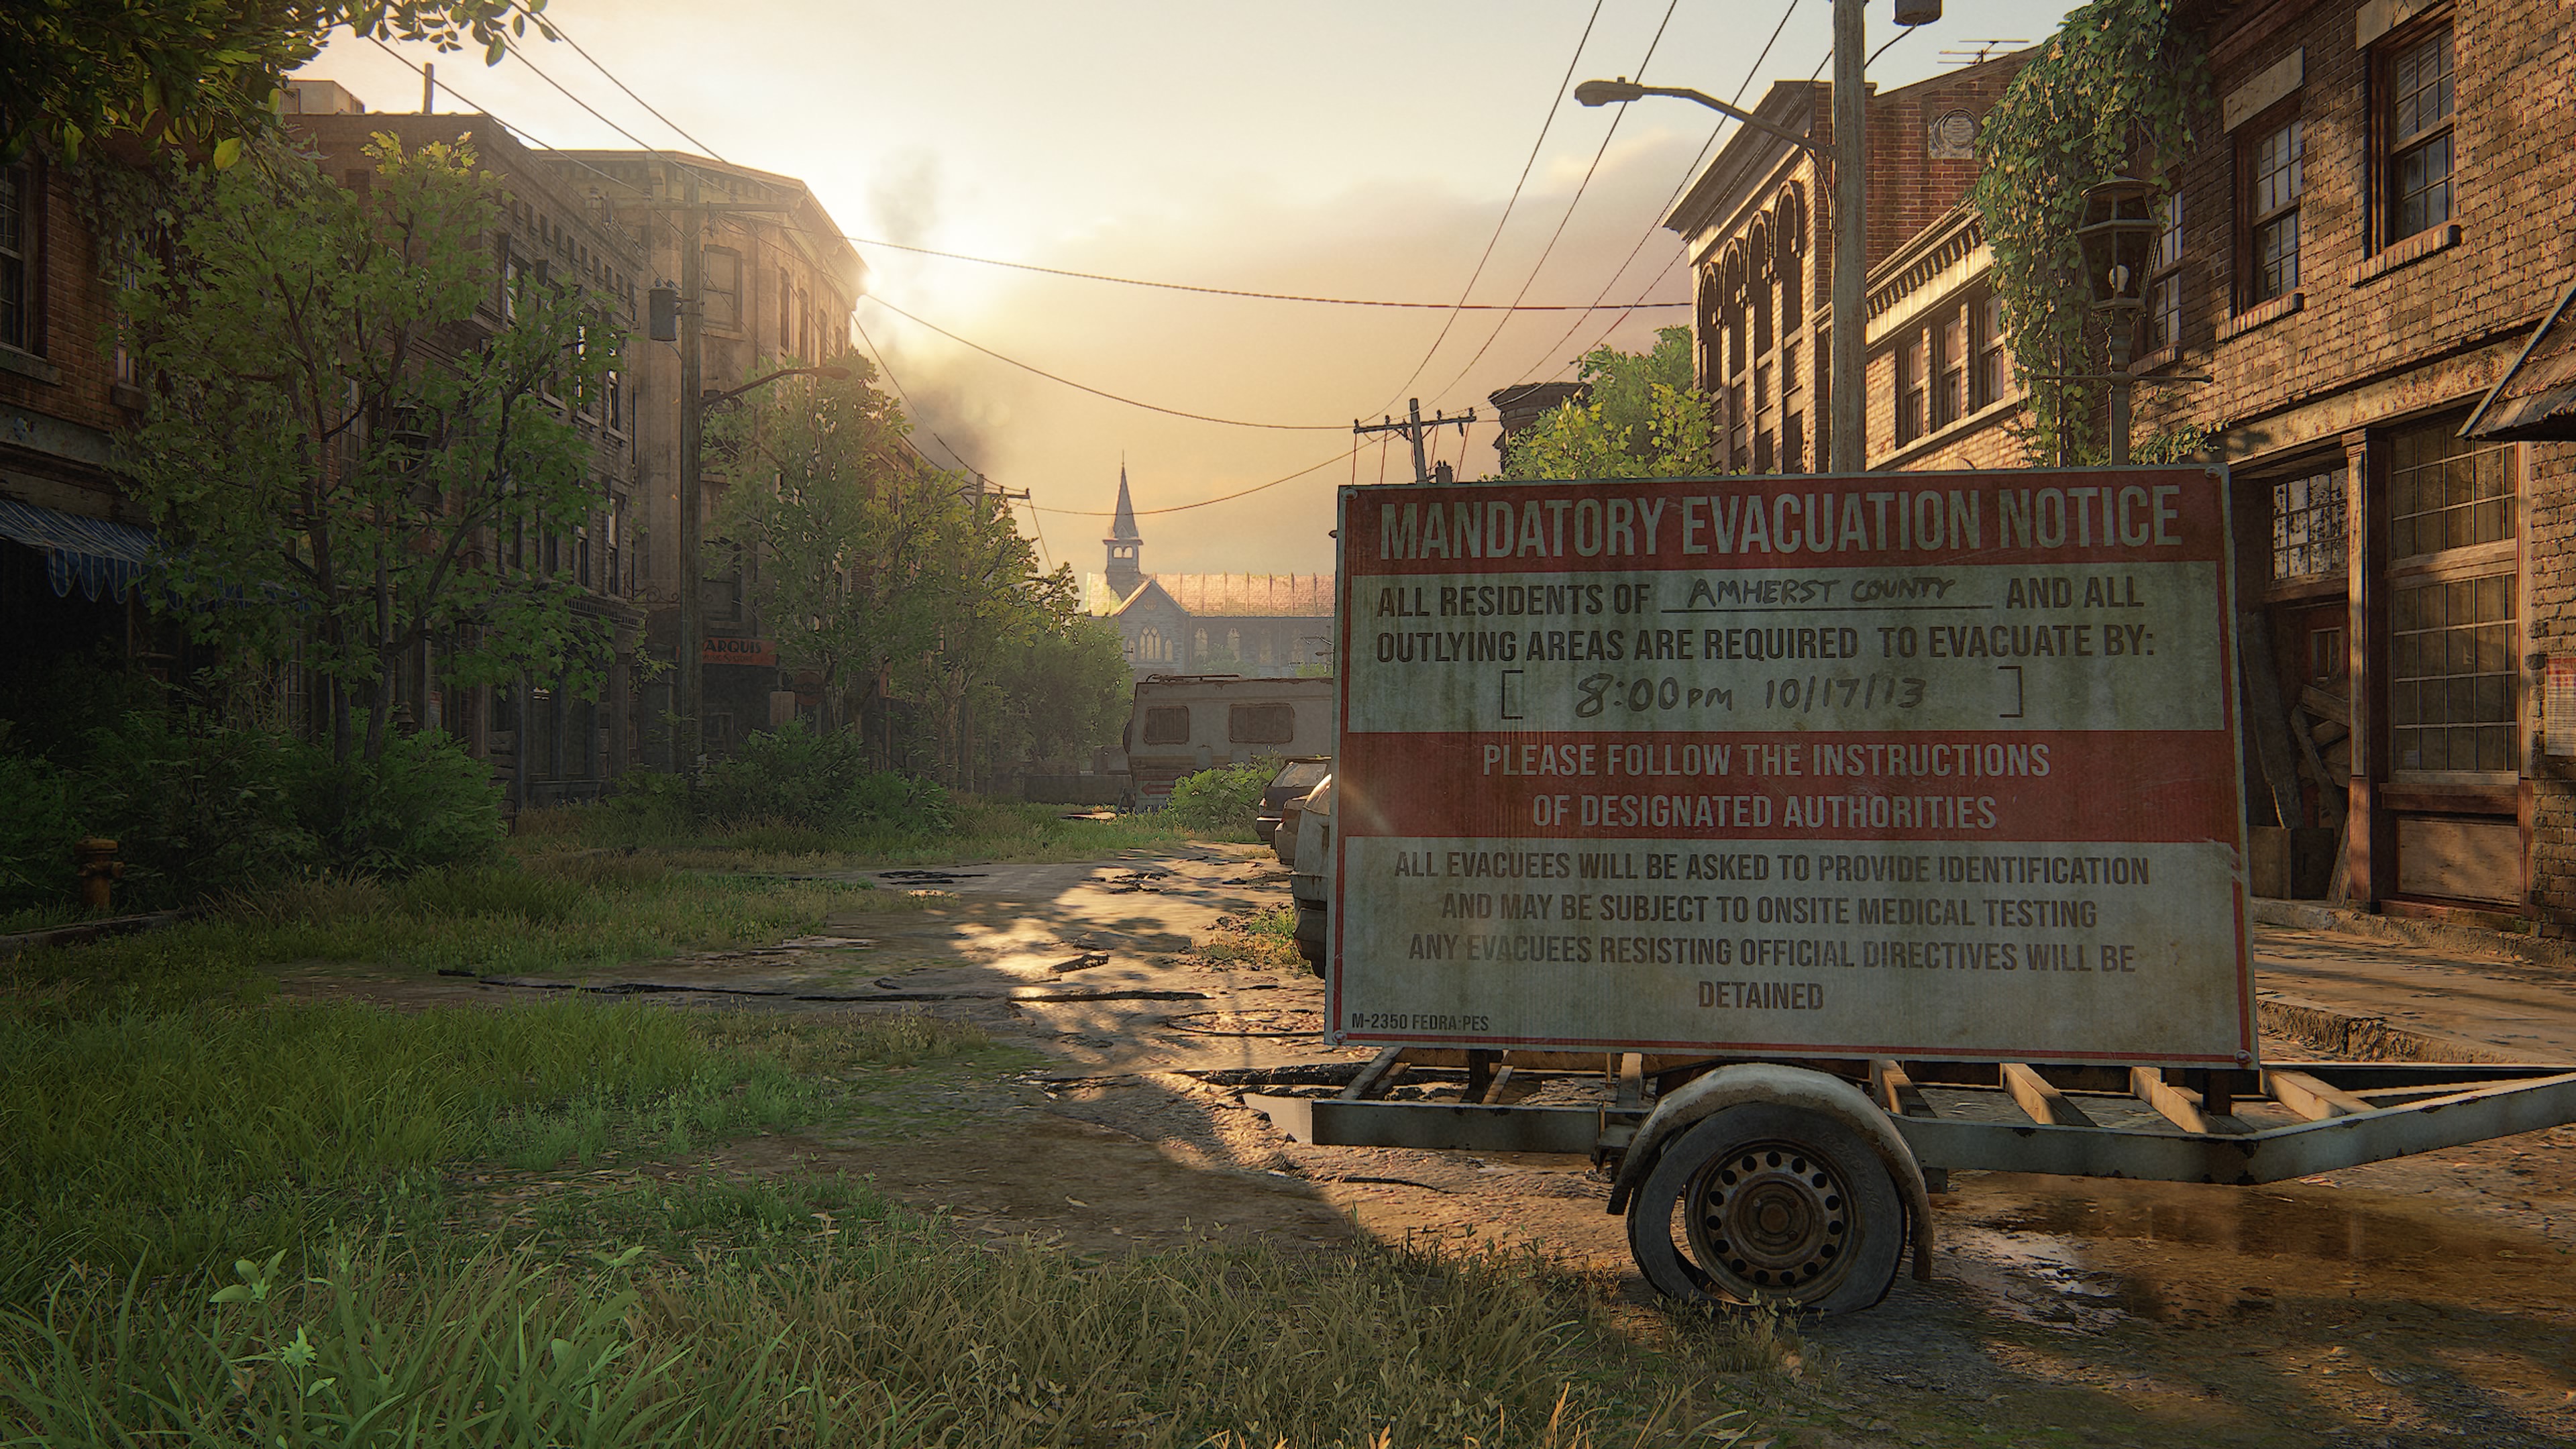 ARQUIS
MANDATORY EVACUATION NOTICE
ALL RESIDENTS OF AMHERST COUNTY AND ALL
OUTLYING AREAS ARE REQUIRED TO EVACUATE BY:
[ 8:00PM 10/17/13 ]
PLEASE FOLLOW THE INSTRUCTIONS
OF DESIGNATED AUTHORITIES
ALL EVACUEES WILL BE ASKED TO PROVIDE IDENTIFICATION
AND MAY BE SUBJECT TO ONSITE MEDICAL TESTING
ANY EVACUEES RESISTING OFFICIAL DIRECTIVES WILL BE
DETAINED
M-2350 FEDRA:PES